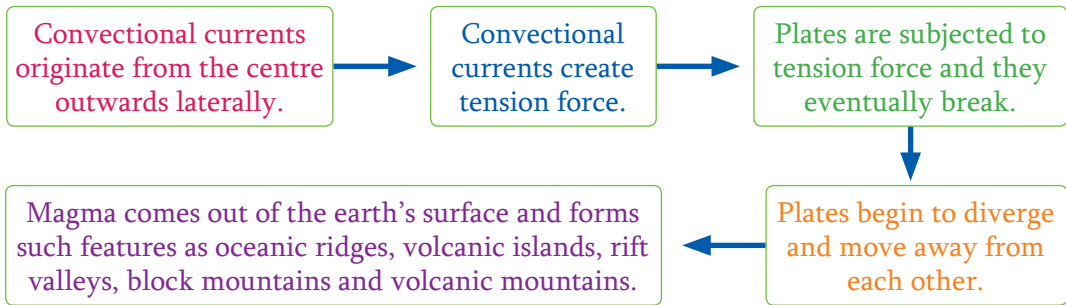 Convectional currents
originate from the centre
outwards laterally.
Convectional
currents create
tension force.
Plates are subjected to
tension force and they
eventually break.
Plates begin to diverge
and move away from
each other.
Magma comes out of the earth’s surface and forms
such features as oceanic ridges, volcanic islands, rift
valleys, block mountains and volcanic mountains.